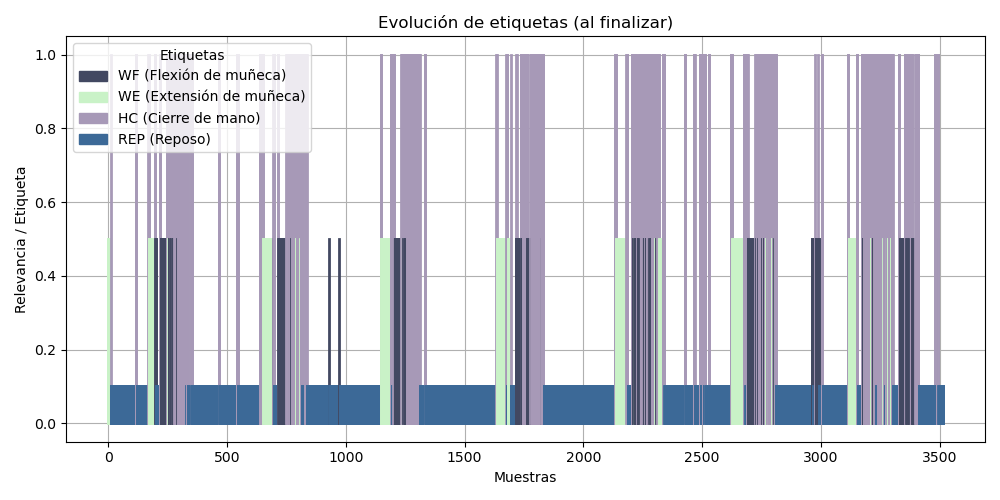 Evolución de etiquetas (al finalizar)
Etiquetas
WF (Flexión de muñeca)
WE (Extensión de muñeca)
HC (Cierre de mano)
REP (Reposo)
Relevancia / Etiqueta
1.0
0.8
0.6
0.4
0.2
0.0
0 500 1000 1500 2000 2500 3000 3500
Muestras